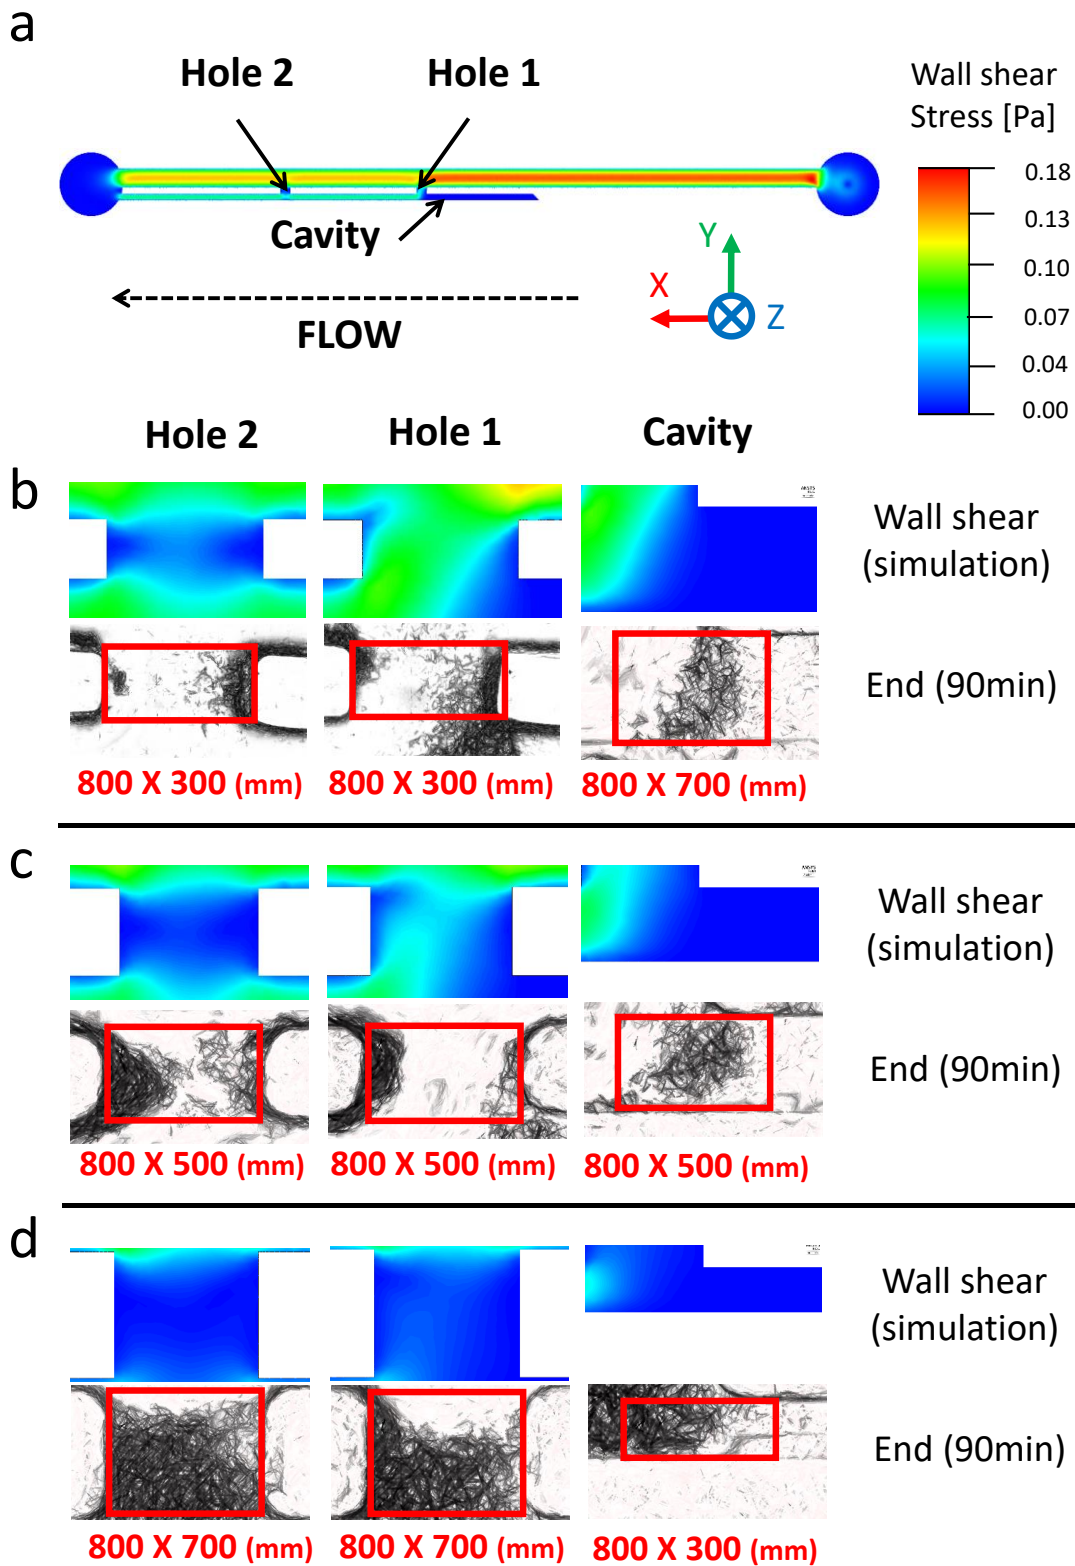 a
Hole 2
Hole 1
Wall shear
Stress [Pa]
0.18
0.13
0.10
0.07
0.04
0.00
Cavity
Y
X
Z
FLOW
Hole 2
Hole 1
Cavity
b
ANSYS
Wall shear
(simulation)
End (90min)
800 X 300 (mm)
800 X 300 (mm)
800 X 700 (mm)
c
Wall shear
(simulation)
End (90min)
800 X 500 (mm)
800 X 500 (mm)
800 X 500 (mm)
d
Wall shear
(simulation)
End (90min)
800 X 700 (mm)
800 X 700 (mm)
800 X 300 (mm)